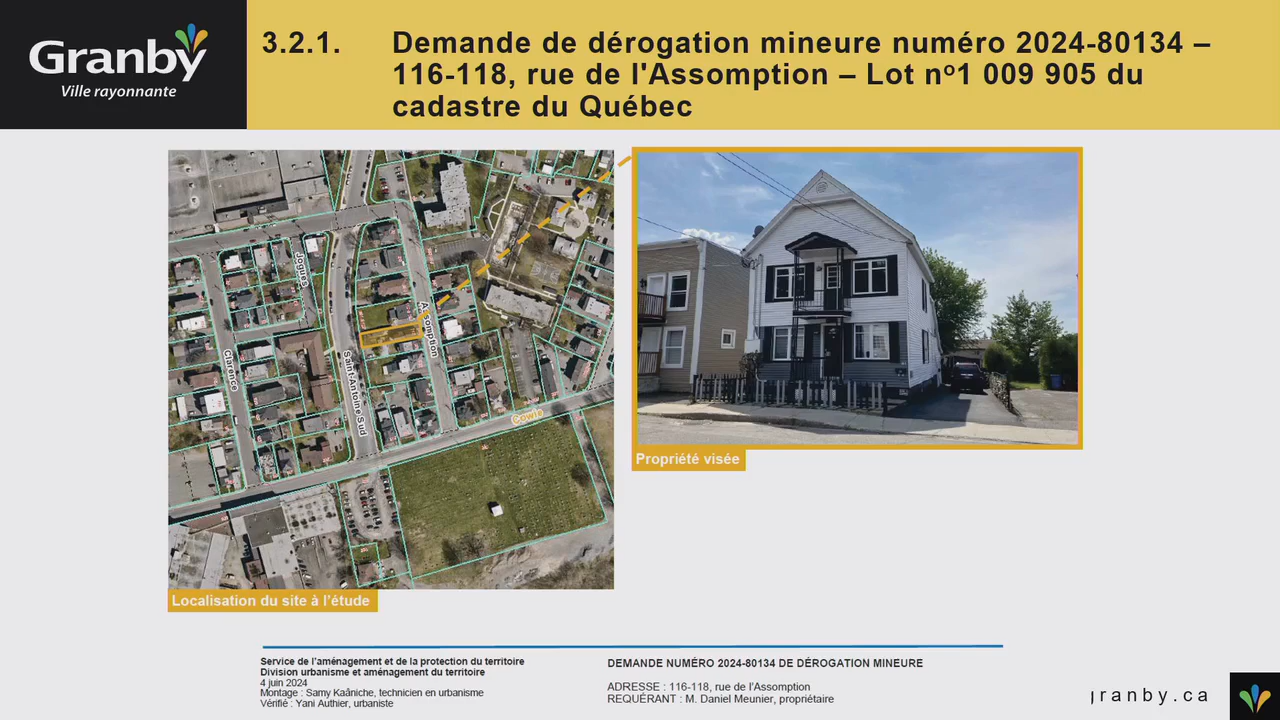 Granby
Ville rayonnante
3.2.1. Demande de dérogation mineure numéro 2024-80134 –
116-118, rue de l'Assomption – Lot nº1 009 905 du
cadastre du Québec
Jogues
Assomption
Clarence
Saint-Antoine Sud
Cowie
Propriété visée
Localisation du site à l'étude
Service de l'aménagement et de la protection du territoire
Division urbanisme et aménagement du territoire
4 juin 2024
Montage : Samy Kaâniche, technicien en urbanisme
Vérifié : Yani Authier, urbaniste
DEMANDE NUMÉRO 2024-80134 DE DÉROGATION MINEURE
ADRESSE : 116-118, rue de l'Assomption
REQUÉRANT : M. Daniel Meunier, propriétaire
granby.ca